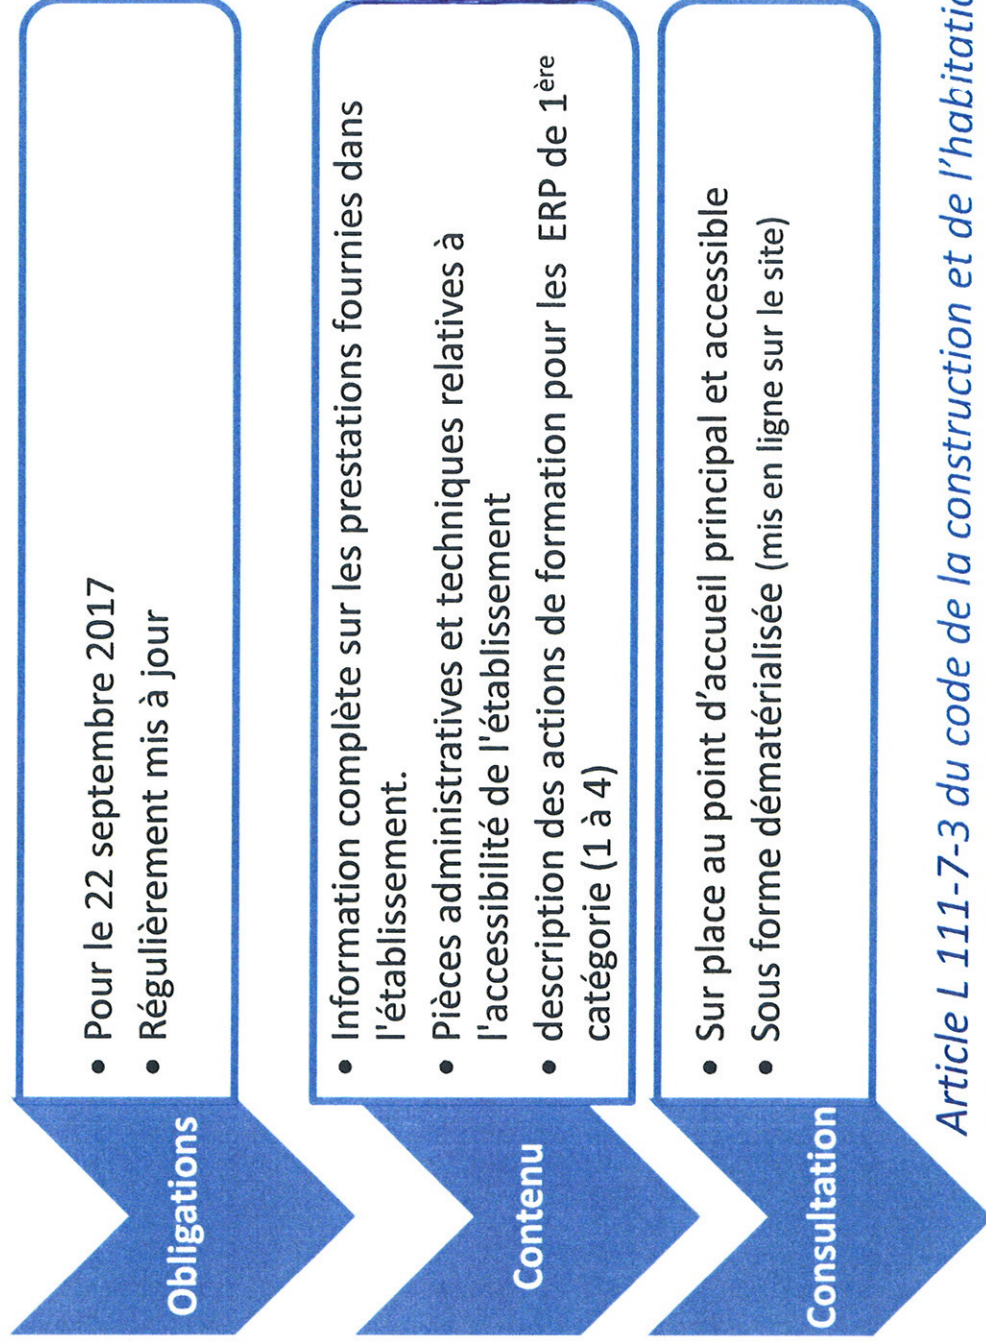 Obligations
• Pour le 22 septembre 2017
• Régulièrement mis à jour
Contenu
• Information complète sur les prestations fournies dans
l'établissement.
• Pièces administratives et techniques relatives à
l'accessibilité de l'établissement
• description des actions de formation pour les ERP de 1ère
catégorie (1 à 4)
Consultation
• Sur place au point d'accueil principal et accessible
• Sous forme dématérialisée (mis en ligne sur le site)
Article L 111-7-3 du code de la construction et de l'habitatio